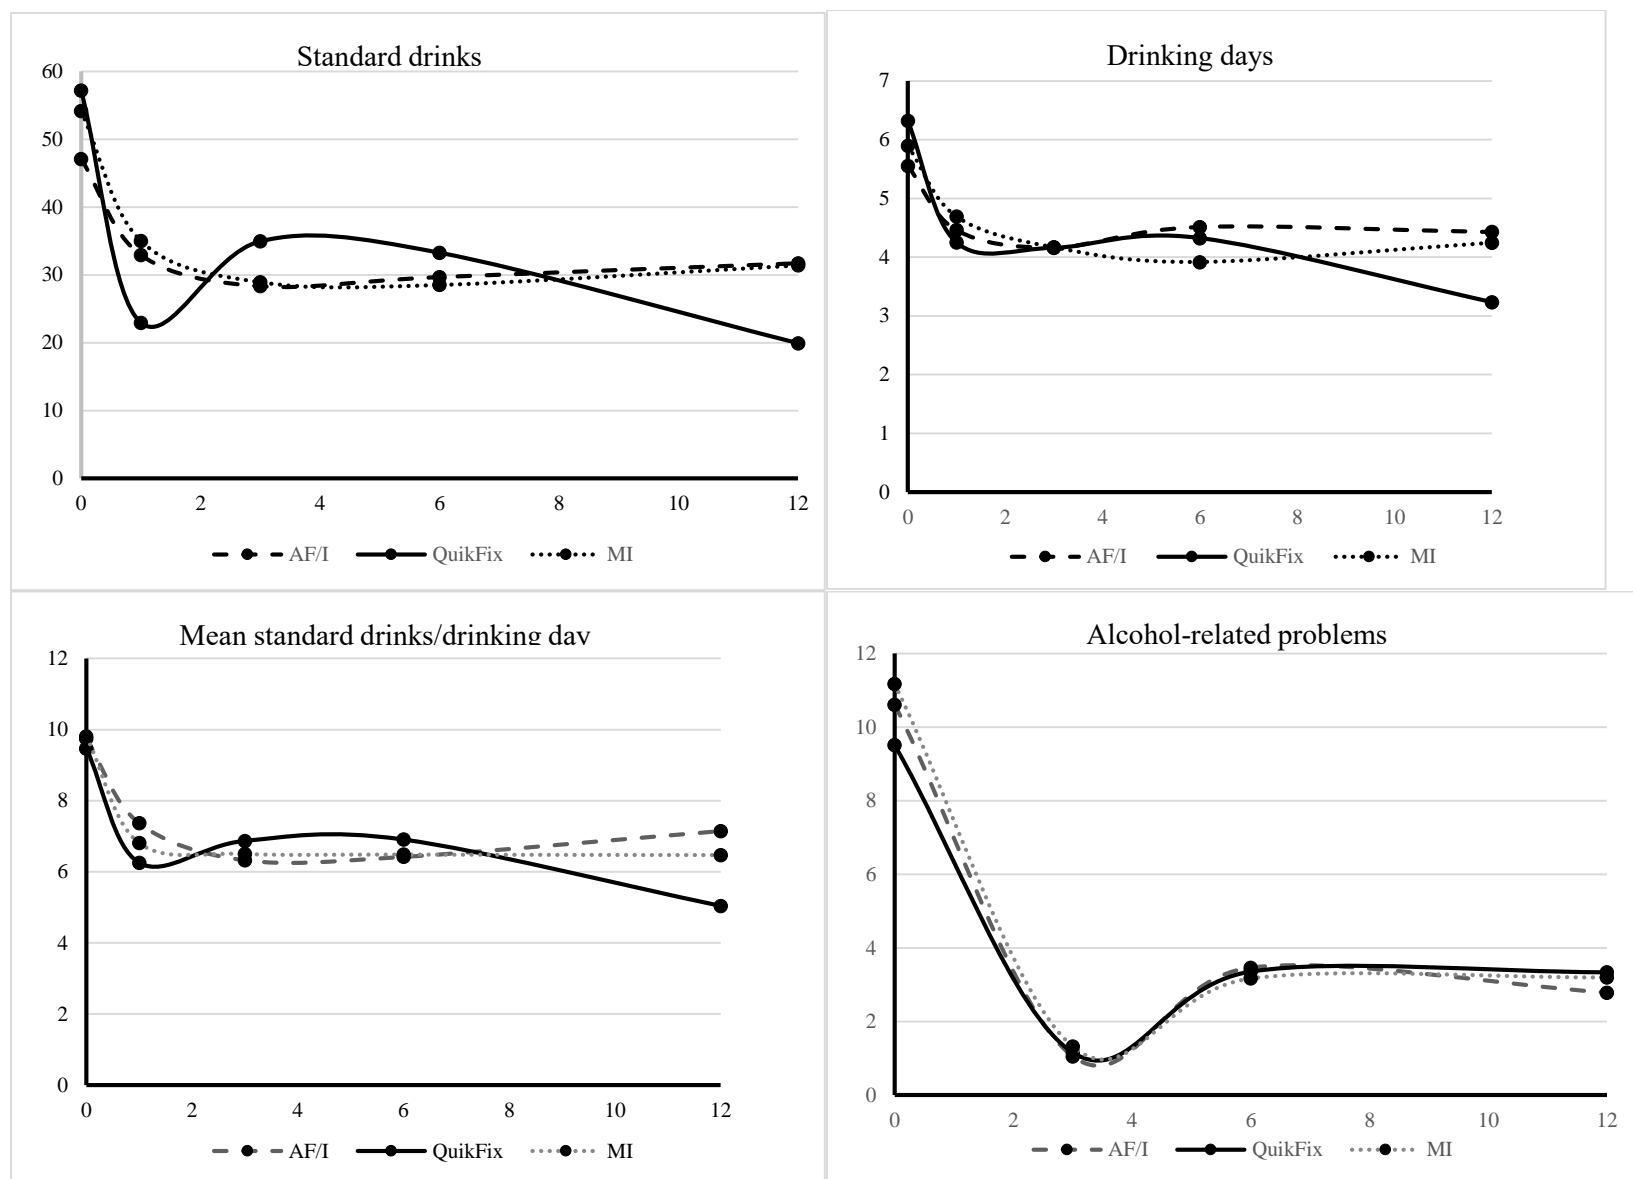 Standard drinks
60
50
40
30
20
10
0
0 2 4 6 8 10 12
AF/I QuikFix MI
Drinking days
7
6
5
4
3
2
1
0
0 2 4 6 8 10 12
AF/I QuikFix MI
Mean standard drinks/drinking day
12
10
8
6
4
2
0
0 2 4 6 8 10 12
AF/I QuikFix MI
Alcohol-related problems
12
10
8
6
4
2
0
0 2 4 6 8 10 12
AF/I QuikFix MI